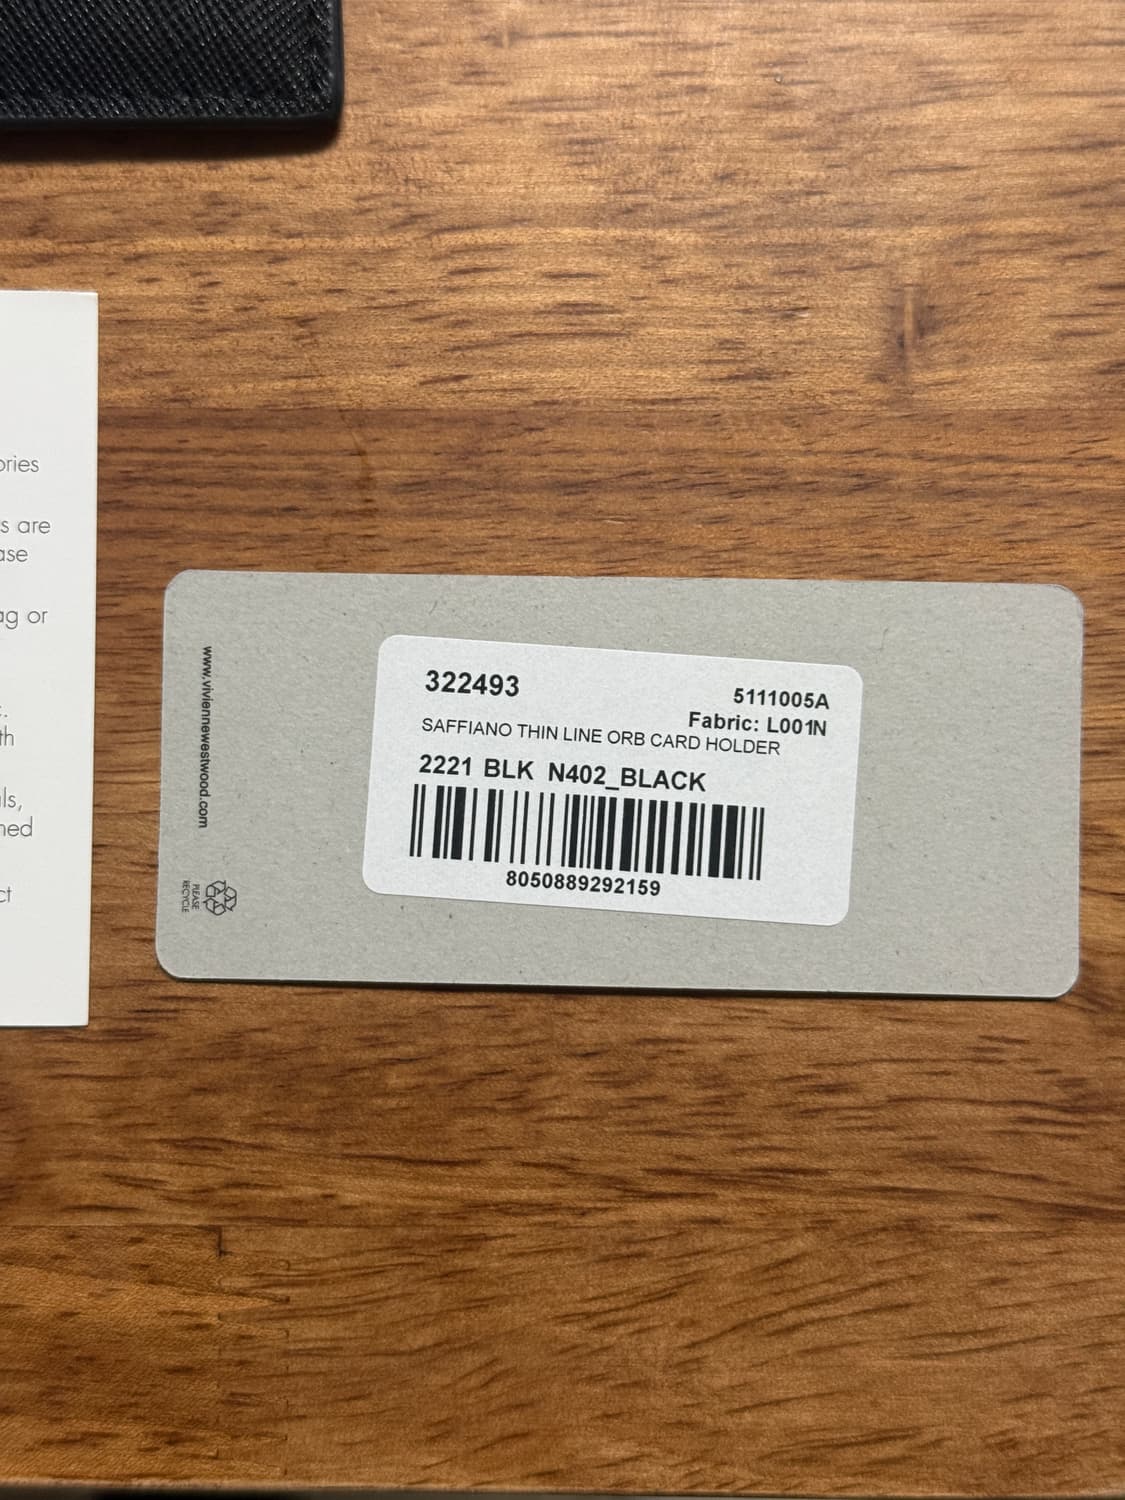 ories
s are
ase
ag or
th
ls,
ned
ct
www.viviennewestwood.com
PLEASE
RECYCLE
322493
5111005A
Fabric: L001N
SAFFIANO THIN LINE ORB CARD HOLDER
2221 BLK N402_BLACK
8050889292159